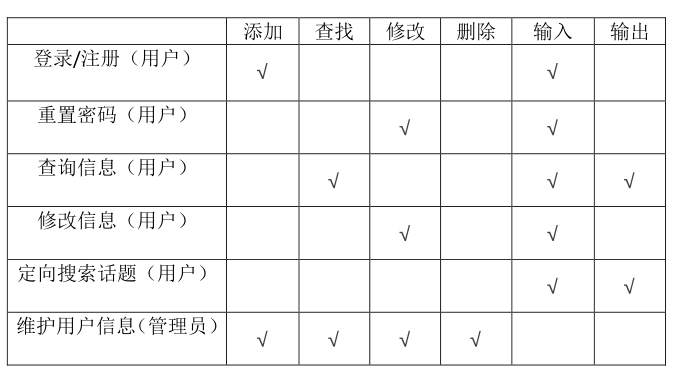 添加 查找 修改 删除 输入 输出
登录/注册（用户） √ √
重置密码（用户） √ √
查询信息（用户） √ √ √
修改信息（用户） √ √
定向搜索话题（用户） √ √
维护用户信息（管理员） √ √ √ √